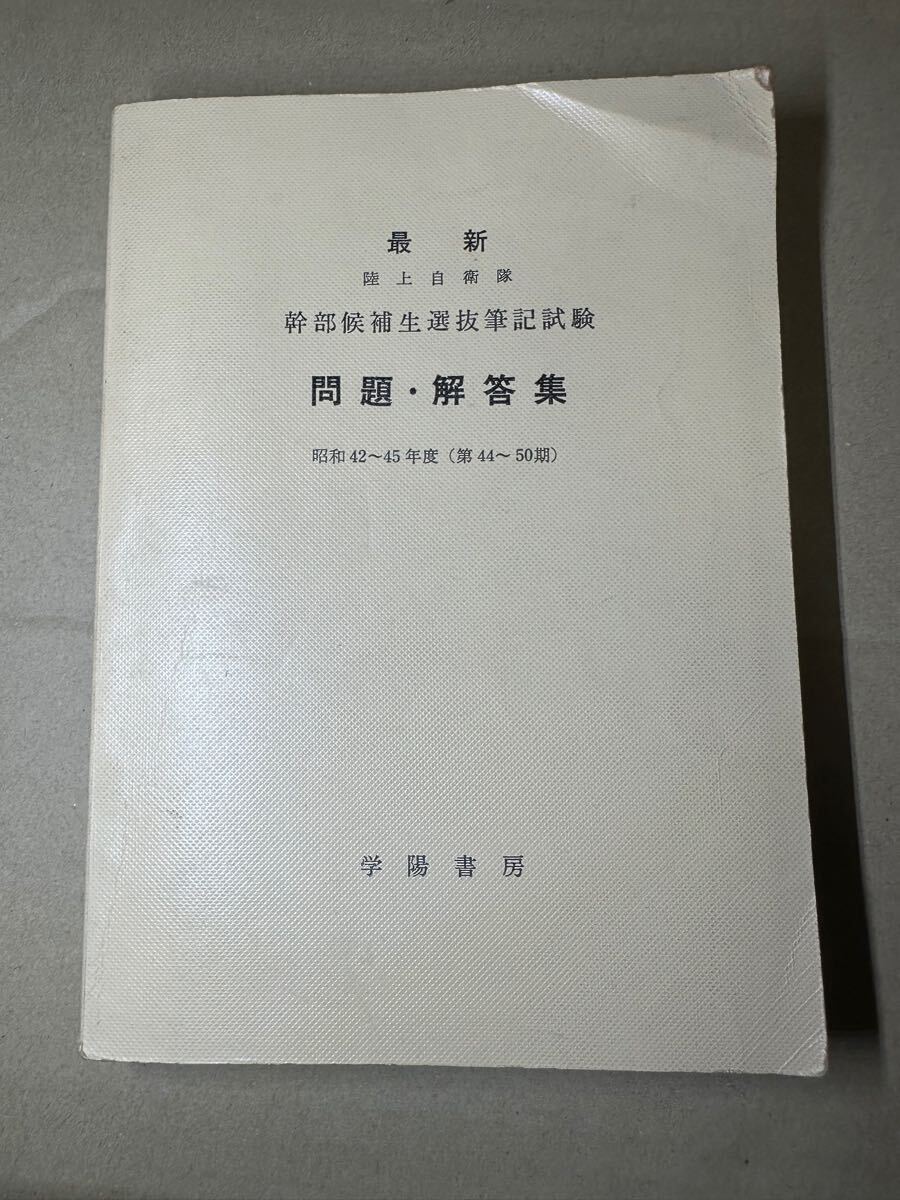 最新
陸上自衛隊
幹部候補生選抜筆記試験
問題・解答集
昭和42〜45年度（第44〜50期）
学陽書房